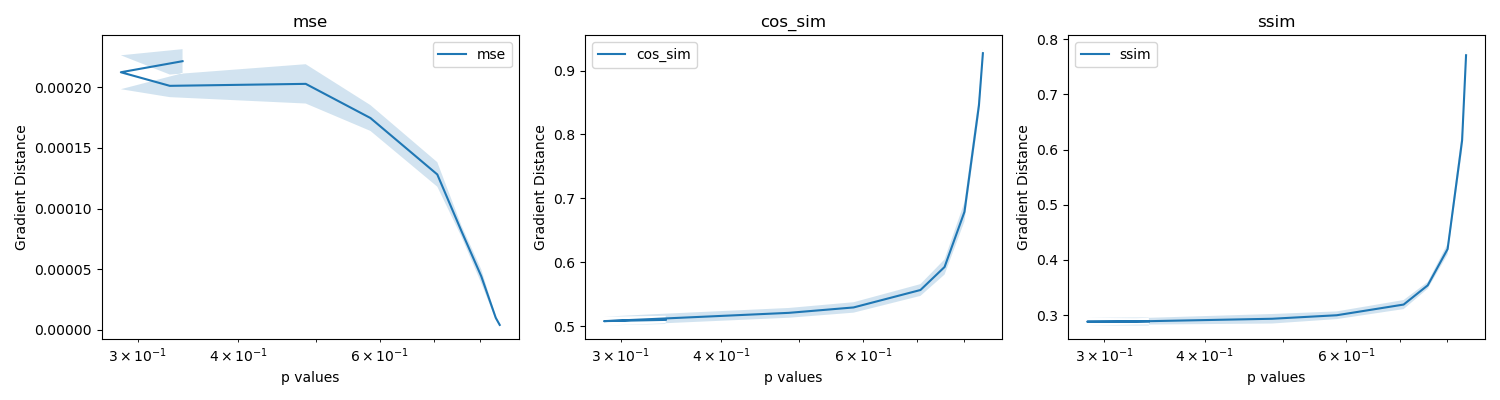 mse
mse
0.00020
0.00015
0.00010
0.00005
0.00000
Gradient Distance
3 × 10⁻¹
4 × 10⁻¹
6 × 10⁻¹
p values
cos_sim
cos_sim
0.9
0.8
0.7
0.6
0.5
Gradient Distance
3 × 10⁻¹
4 × 10⁻¹
6 × 10⁻¹
p values
ssim
ssim
0.8
0.7
0.6
0.5
0.4
0.3
Gradient Distance
3 × 10⁻¹
4 × 10⁻¹
6 × 10⁻¹
p values